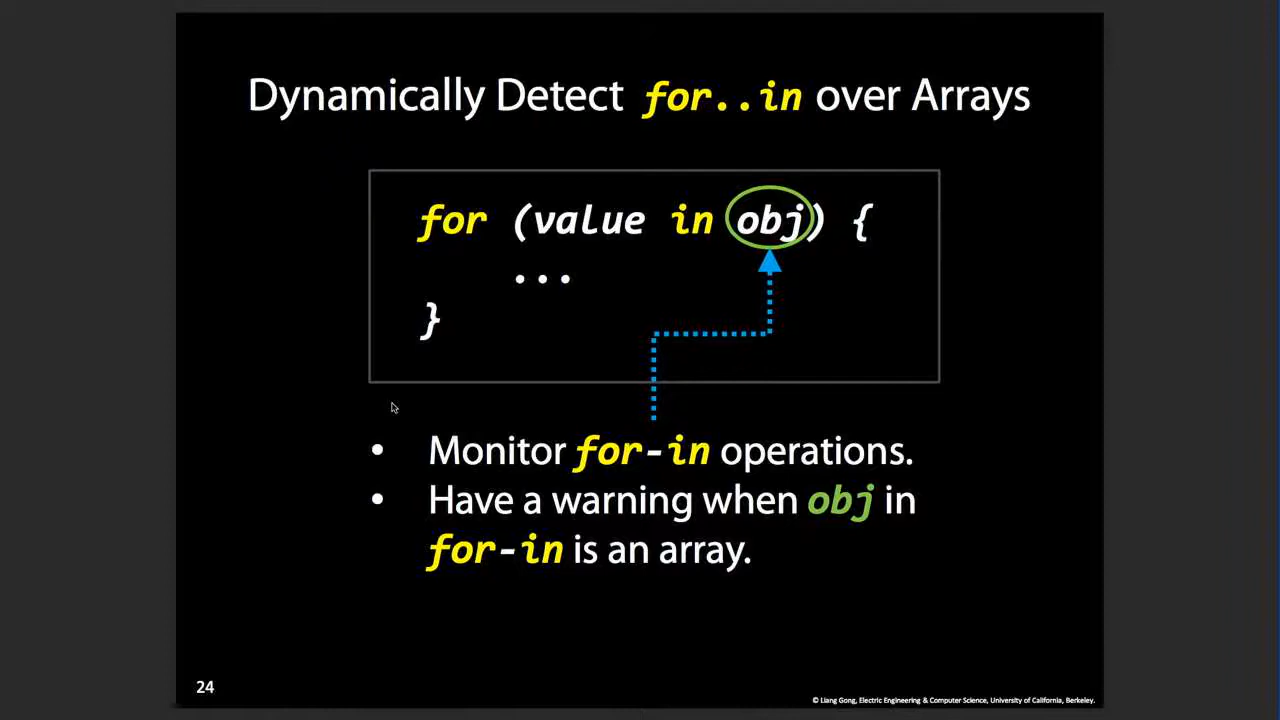 Dynamically Detect for..in over Arrays
for (value in obj) {
...
}
• Monitor for-in operations.
• Have a warning when obj in
for-in is an array.
24
© Liang Gong, Electric Engineering & Computer Science, University of California, Berkeley.